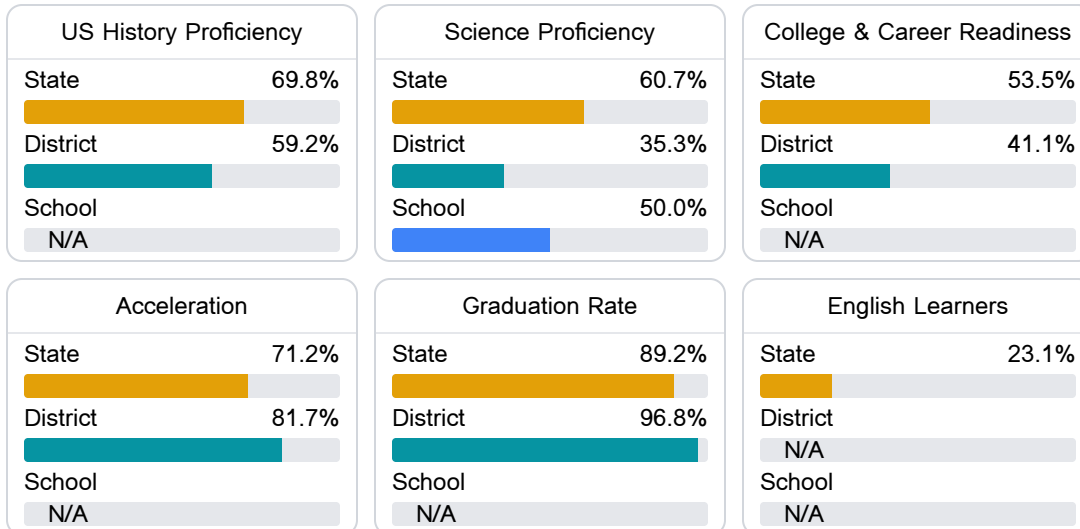 US History Proficiency
State 69.8%
District 59.2%
School
N/A
Science Proficiency
State 60.7%
District 35.3%
School 50.0%
College & Career Readiness
State 53.5%
District 41.1%
School
N/A
Acceleration
State 71.2%
District 81.7%
School
N/A
Graduation Rate
State 89.2%
District 96.8%
School
N/A
English Learners
State 23.1%
District
N/A
School
N/A